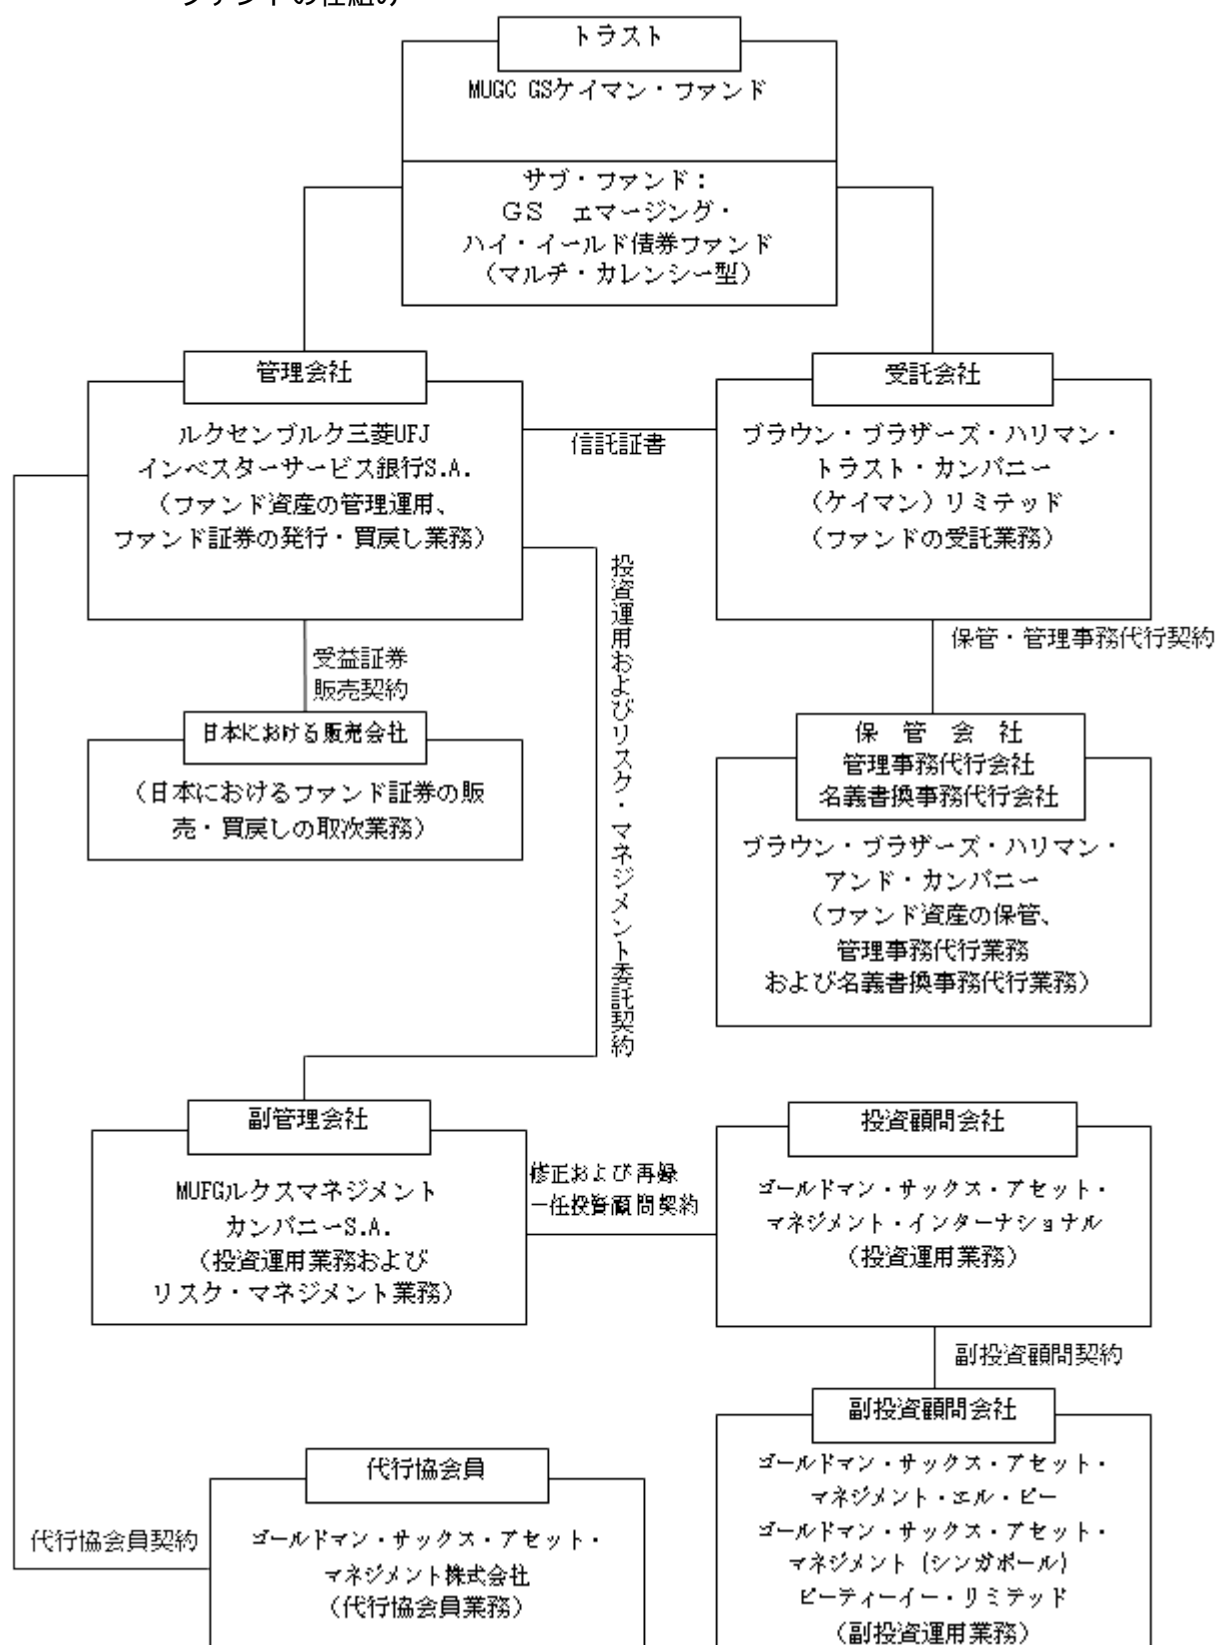 ファンドの仕組み
トラスト
MUGC GSケイマン・ファンド
サブ・ファンド：
ＧＳ　エマージング・
ハイ・イールド債券ファンド
（マルチ・カレンシー型）
管理会社
ルクセンブルク三菱UFJ
インベスターサービス銀行S.A.
（ファンド資産の管理運用、
ファンド証券の発行・買戻し業務）
信託証書
受託会社
ブラウン・ブラザーズ・ハリマン・
トラスト・カンパニー
（ケイマン）リミテッド
（ファンドの受託業務）
受益証券
販売契約
投資運用およびリスク・マネジメント委託契約
保管・管理事務代行契約
日本における販売会社
（日本におけるファンド証券の販
売・買戻しの取次業務）
保　管　会　社
管理事務代行会社
名義書換事務代行会社
ブラウン・ブラザーズ・ハリマン・
アンド・カンパニー
（ファンド資産の保管、
管理事務代行業務
および名義書換事務代行業務）
副管理会社
MUFGルクスマネジメント
カンパニーS.A.
（投資運用業務および
リスク・マネジメント業務）
修正および再録
一任投資顧問契約
投資顧問会社
ゴールドマン・サックス・アセット・
マネジメント・インターナショナル
（投資運用業務）
副投資顧問契約
副投資顧問会社
ゴールドマン・サックス・アセット・
マネジメント・エル・ピー
ゴールドマン・サックス・アセット・
マネジメント（シンガポール）
ピーティーイー・リミテッド
（副投資運用業務）
代行協会員契約
代行協会員
ゴールドマン・サックス・アセット・
マネジメント株式会社
（代行協会員業務）